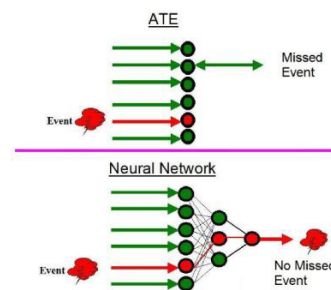 ATE
Missed
Event
Event
Neural Network
Event
No Missed
Event